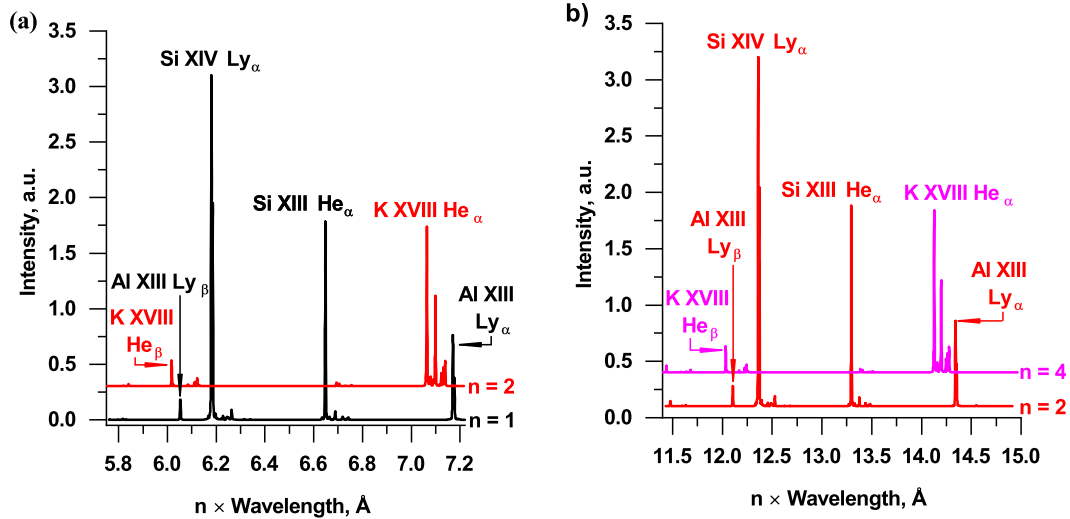 (a)
3.5
3.0
2.5
2.0
1.5
1.0
0.5
0.0
Intensity, a.u.
Si XIV Lyα
Si XIII Heα
K XVIII Heα
Al XIII Lyβ
K XVIII
Heβ
Al XIII
Lyα
n = 2
n = 1
5.8 6.0 6.2 6.4 6.6 6.8 7.0 7.2
n × Wavelength, Å
b)
3.5
3.0
2.5
2.0
1.5
1.0
0.5
0.0
Intensity, a.u.
Si XIV Lyα
Si XIII Heα
K XVIII Heα
Al XIII
Lyβ
K XVIII
Heβ
Al XIII
Lyα
n = 4
n = 2
11.5 12.0 12.5 13.0 13.5 14.0 14.5 15.0
n × Wavelength, Å